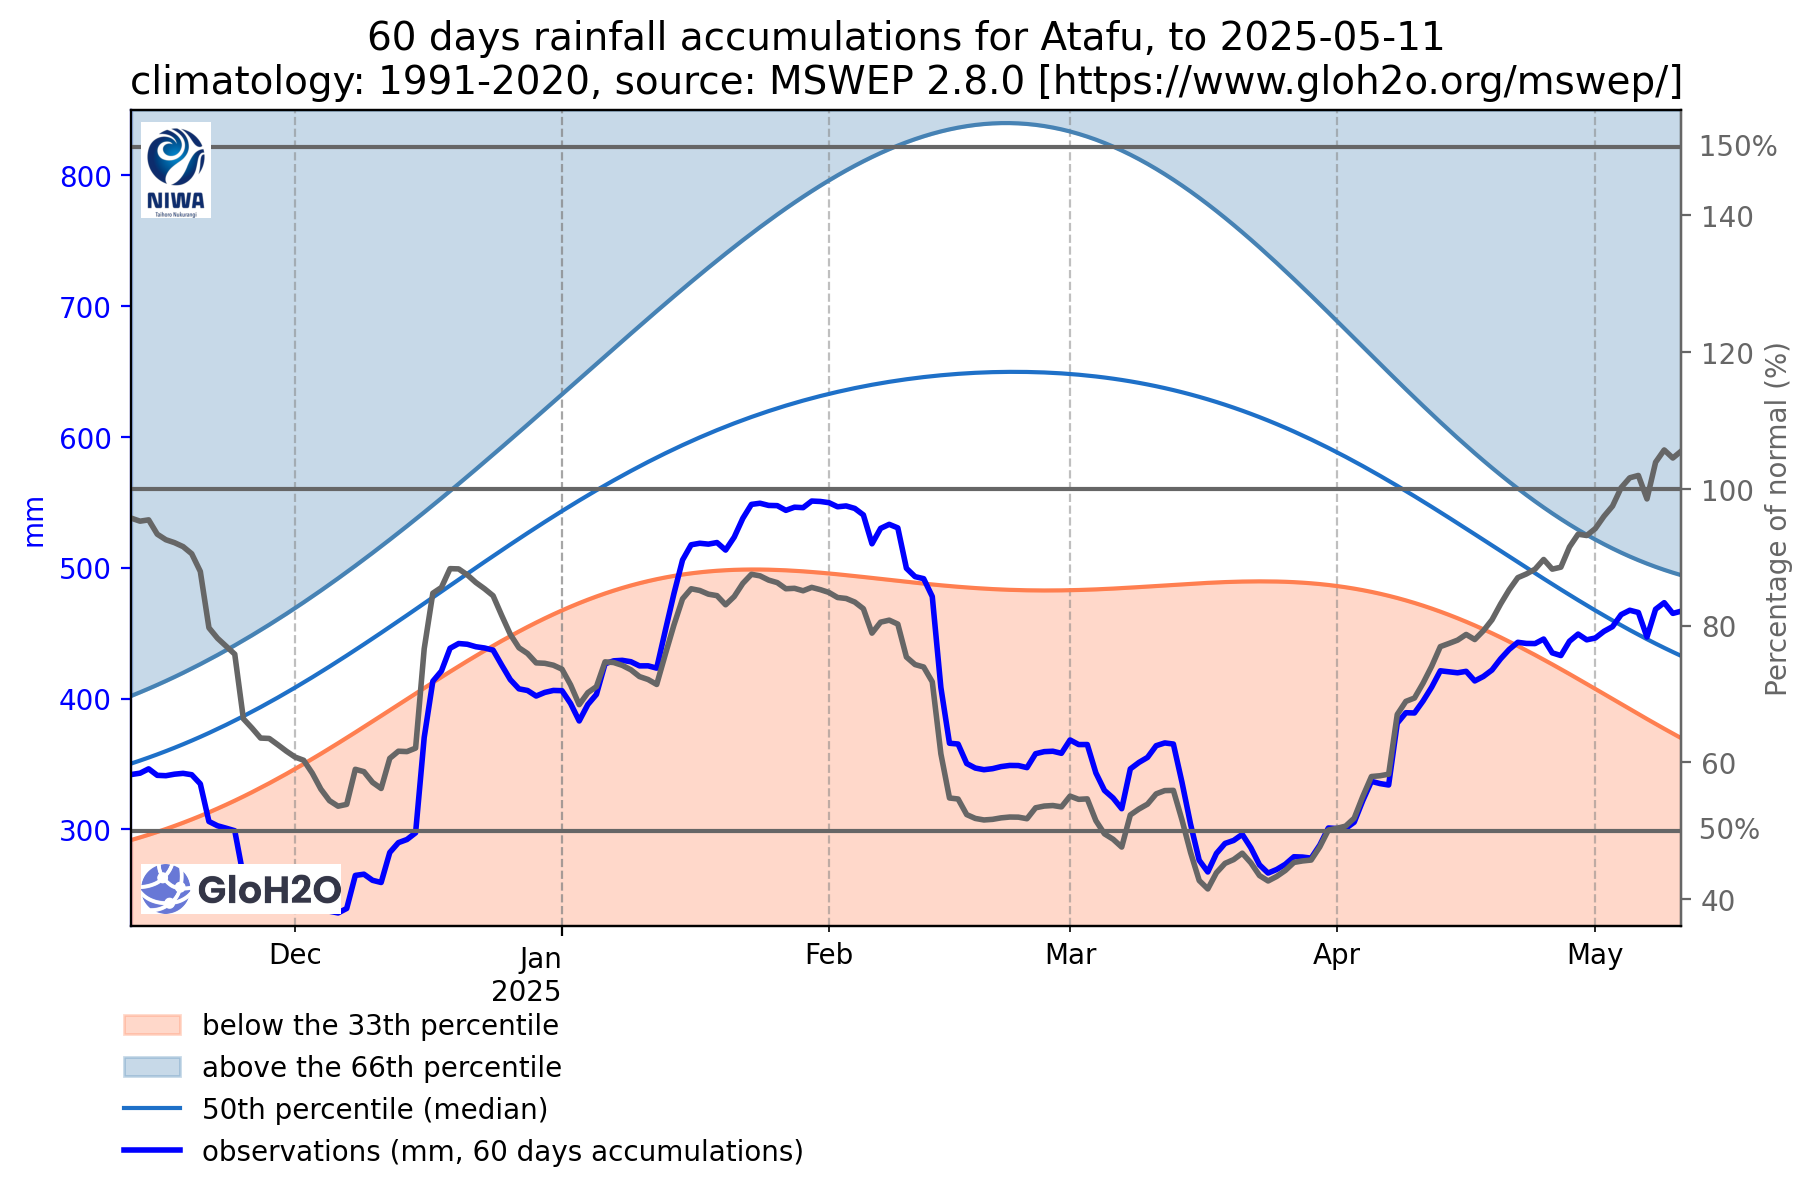 60 days rainfall accumulations for Atafu, to 2025-05-11
climatology: 1991-2020, source: MSWEP 2.8.0 [https://www.gloh2o.org/mswep/]
NIWA
Taihoro Nukurangi
800
700
600
500
400
300
mm
150%
140
120
100
80
60
50%
40
Percentage of normal (%)
GloH2O
Dec
Jan
2025
Feb
Mar
Apr
May
below the 33th percentile
above the 66th percentile
50th percentile (median)
observations (mm, 60 days accumulations)